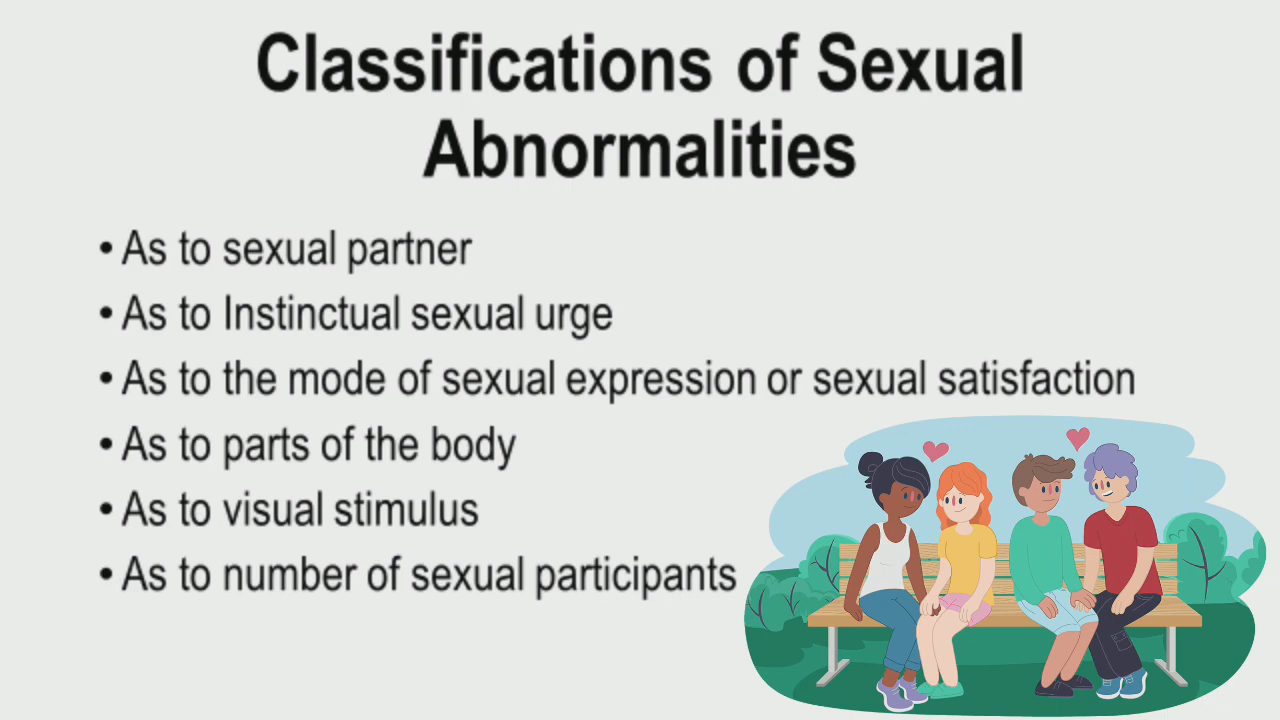 Classifications of Sexual
Abnormalities
• As to sexual partner
• As to Instinctual sexual urge
• As to the mode of sexual expression or sexual satisfaction
• As to parts of the body
• As to visual stimulus
• As to number of sexual participants